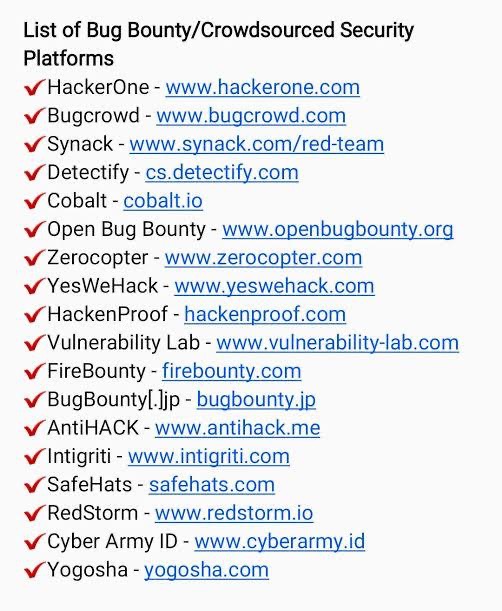 List of Bug Bounty/Crowdsourced Security
Platforms
✓HackerOne - www.hackerone.com
✓Bugcrowd - www.bugcrowd.com
✓Synack - www.synack.com/red-team
✓Detectify - cs.detectify.com
✓Cobalt - cobalt.io
✓Open Bug Bounty - www.openbugbounty.org
✓Zerocopter - www.zerocopter.com
✓YesWeHack - www.yeswehack.com
✓HackenProof - hackenproof.com
✓Vulnerability Lab - www.vulnerability-lab.com
✓FireBounty - firebounty.com
✓BugBounty[.]jp - bugbounty.jp
✓AntiHACK - www.antihack.me
✓Intigriti - www.intigriti.com
✓SafeHats - safehats.com
✓RedStorm - www.redstorm.io
✓Cyber Army ID - www.cyberarmy.id
✓Yogosha - yogosha.com